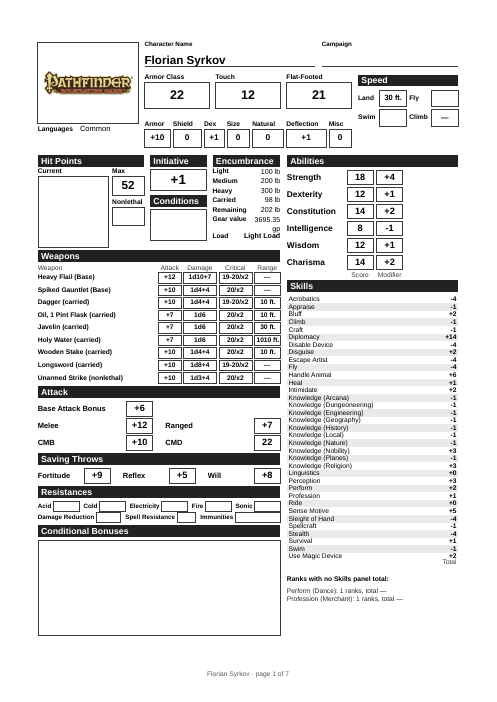 Character Name
Campaign
Florian Syrkov
PATHFINDER
ROLEPLAYING GAME
Languages Common
Armor Class Touch Flat-Footed
22 12 21
Armor Shield Dex Size Natural Deflection Misc
+10 0 +1 0 0 +1 0
Speed
Land 30 ft. Fly
Swim Climb —
Hit Points
Current Max
52
Nonlethal
Initiative
+1
Conditions
Encumbrance
Light 100 lb
Medium 200 lb
Heavy 300 lb
Carried 98 lb
Remaining 202 lb
Gear value 3695.35
gp
Load Light Load
Abilities
Strength 18 +4
Dexterity 12 +1
Constitution 14 +2
Intelligence 8 -1
Wisdom 12 +1
Charisma 14 +2
Score Modifier
Weapons
Weapon Attack Damage Critical Range
Heavy Flail (Base) +12 1d10+7 19-20/x2 —
Spiked Gauntlet (Base) +10 1d4+4 20/x2 —
Dagger (carried) +10 1d4+4 19-20/x2 10 ft.
Oil, 1 Pint Flask (carried) +7 1d6 20/x2 10 ft.
Javelin (carried) +7 1d6 20/x2 30 ft.
Holy Water (carried) +7 1d6 20/x2 1010 ft.
Wooden Stake (carried) +10 1d4+4 20/x2 10 ft.
Longsword (carried) +10 1d8+4 19-20/x2 —
Unarmed Strike (nonlethal) +10 1d3+4 20/x2 —
Attack
Base Attack Bonus +6
Melee +12 Ranged +7
CMB +10 CMD 22
Saving Throws
Fortitude +9 Reflex +5 Will +8
Resistances
Acid Cold Electricity Fire Sonic
Damage Reduction Spell Resistance Immunities
Conditional Bonuses
Skills
Acrobatics -4
Appraise -1
Bluff +2
Climb -1
Craft -1
Diplomacy +14
Disable Device -4
Disguise +2
Escape Artist -4
Fly -4
Handle Animal +6
Heal +1
Intimidate +2
Knowledge (Arcana) -1
Knowledge (Dungeoneering) -1
Knowledge (Engineering) -1
Knowledge (Geography) -1
Knowledge (History) -1
Knowledge (Local) -1
Knowledge (Nature) -1
Knowledge (Nobility) +3
Knowledge (Planes) -1
Knowledge (Religion) +3
Linguistics +0
Perception +3
Perform +2
Profession +1
Ride +0
Sense Motive +5
Sleight of Hand -4
Spellcraft -1
Stealth -4
Survival +1
Swim -1
Use Magic Device +2
Total
Ranks with no Skills panel total:
Perform (Dance): 1 ranks, total —
Profession (Merchant): 1 ranks, total —
Florian Syrkov · page 1 of 7